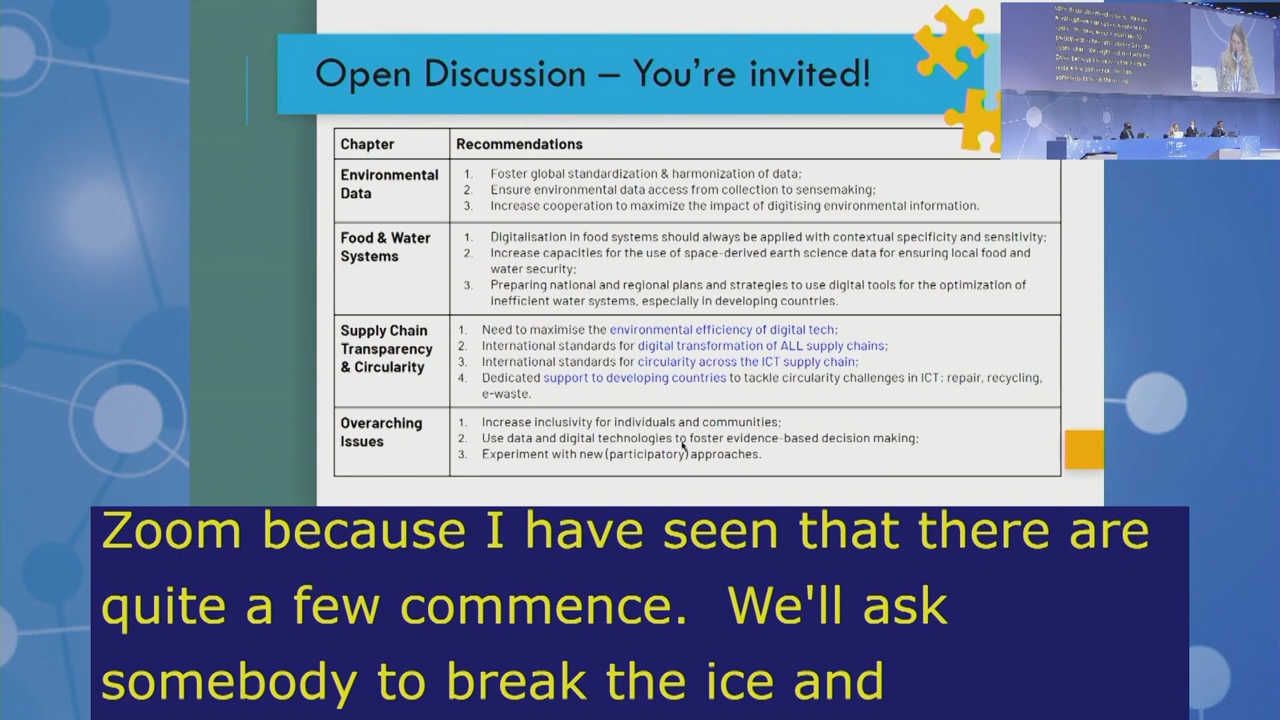 Open Discussion – You're invited!
Chapter Recommendations
Environmental
Data
1. Foster global standardization & harmonization of data;
2. Ensure environmental data access from collection to sensemaking;
3. Increase cooperation to maximize the impact of digitising environmental information.
Food & Water
Systems
1. Digitalisation in food systems should always be applied with contextual specificity and sensitivity;
2. Increase capacities for the use of space-derived earth science data for ensuring local food and
water security;
3. Preparing national and regional plans and strategies to use digital tools for the optimization of
inefficient water systems, especially in developing countries.
Supply Chain
Transparency
& Circularity
1. Need to maximise the environmental efficiency of digital tech;
2. International standards for digital transformation of ALL supply chains;
3. International standards for circularity across the ICT supply chain;
4. Dedicated support to developing countries to tackle circularity challenges in ICT: repair, recycling,
e-waste.
Overarching
Issues
1. Increase inclusivity for individuals and communities;
2. Use data and digital technologies to foster evidence-based decision making;
3. Experiment with new (participatory) approaches.
Zoom because I have seen that there are
quite a few commence. We'll ask
somebody to break the ice and